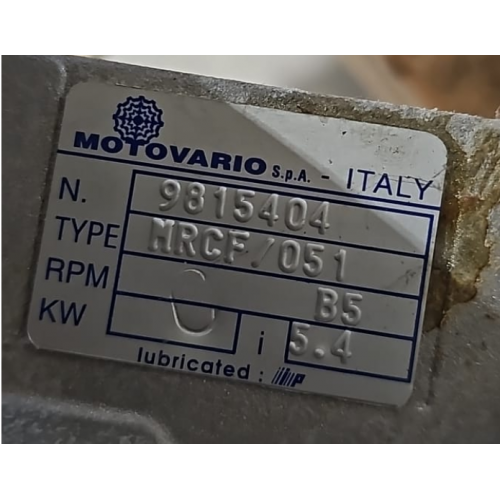 MOTOVARIO S.p.A. - ITALY
N. 9815404
TYPE MRCF/051
RPM B5
KW i 5.4
lubricated :